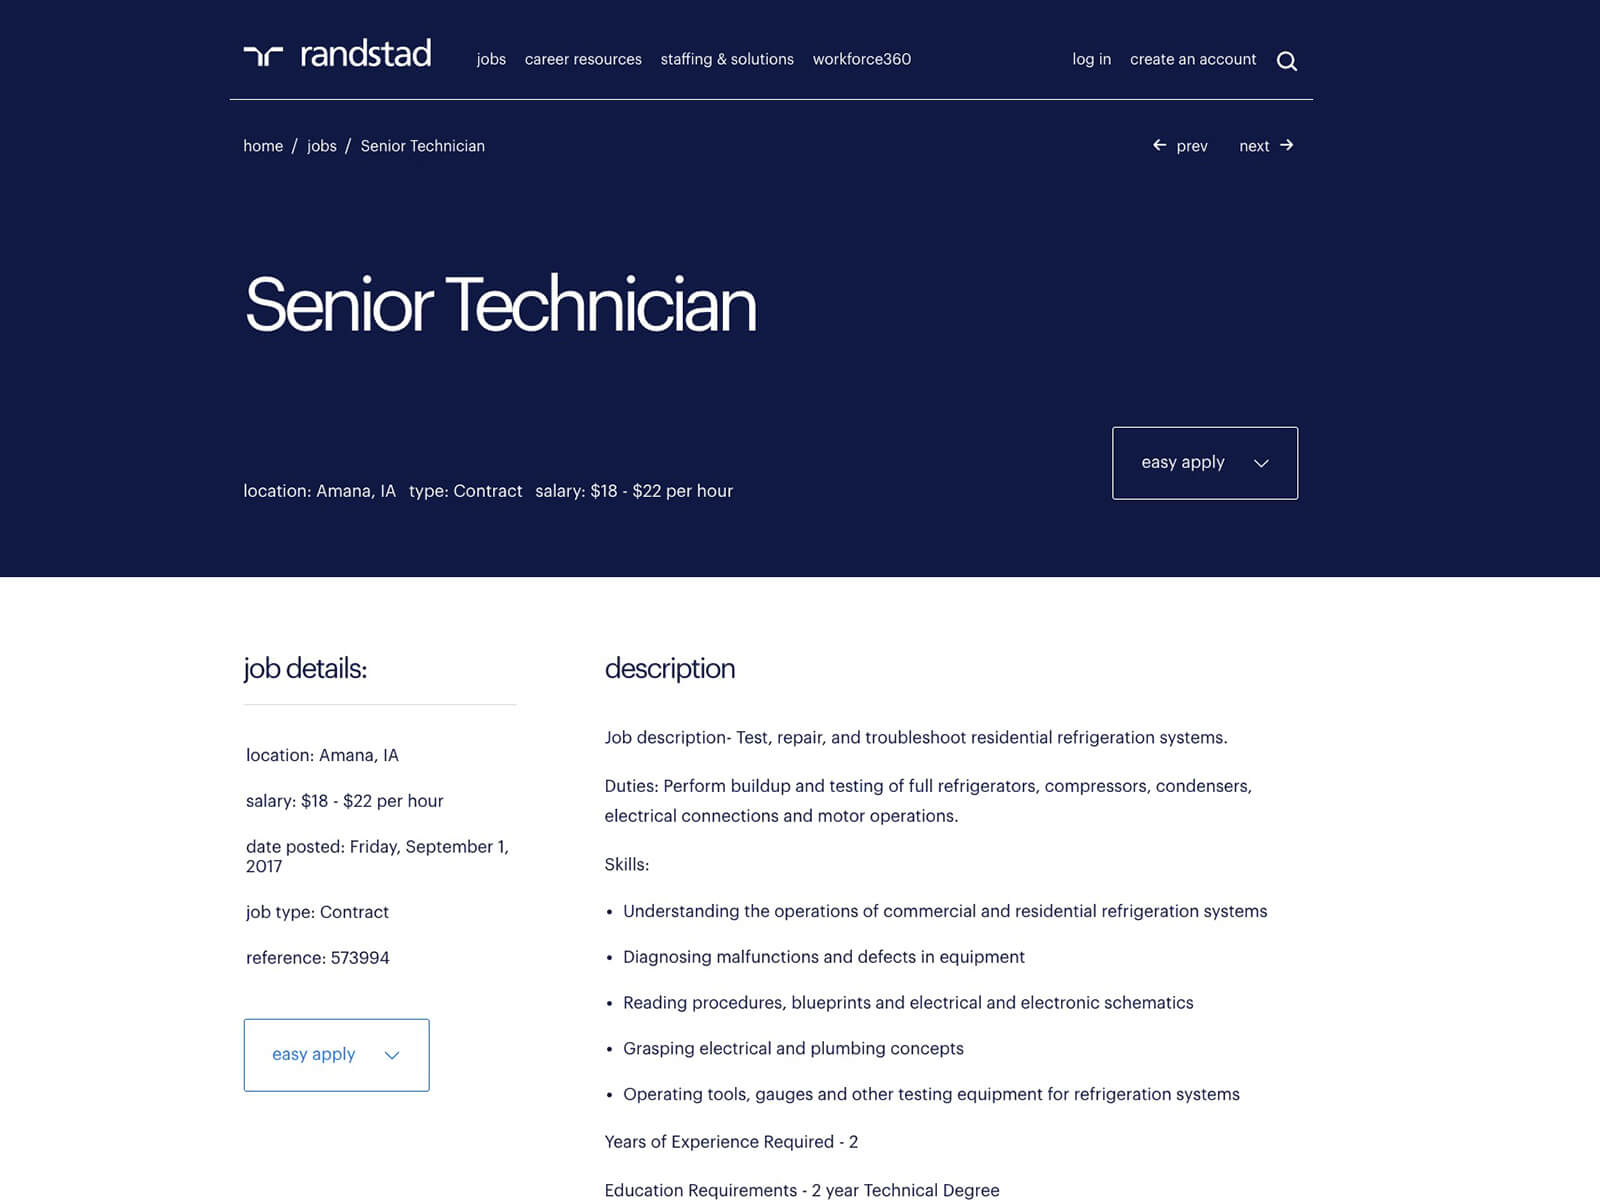 randstad
jobs career resources staffing & solutions workforce360 log in create an account
home / jobs / Senior Technician
prev next
Senior Technician
easy apply
location: Amana, IA type: Contract salary: $18 - $22 per hour
job details:
location: Amana, IA
salary: $18 - $22 per hour
date posted: Friday, September 1,
2017
job type: Contract
reference: 573994
easy apply
description
Job description- Test, repair, and troubleshoot residential refrigeration systems.
Duties: Perform buildup and testing of full refrigerators, compressors, condensers,
electrical connections and motor operations.
Skills:
• Understanding the operations of commercial and residential refrigeration systems
• Diagnosing malfunctions and defects in equipment
• Reading procedures, blueprints and electrical and electronic schematics
• Grasping electrical and plumbing concepts
• Operating tools, gauges and other testing equipment for refrigeration systems
Years of Experience Required - 2
Education Requirements - 2 year Technical Degree